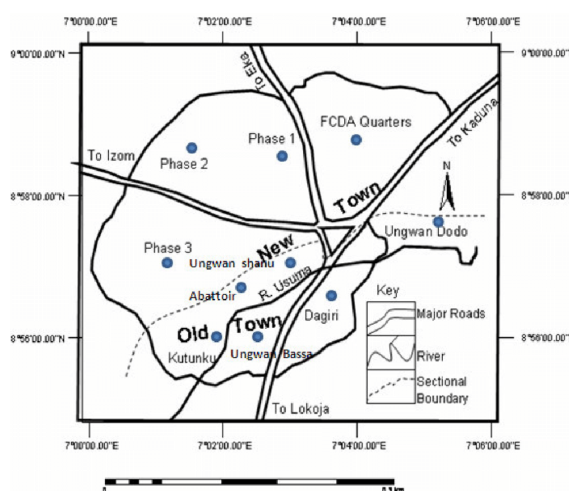 7°00'00.00"E 7°02'00.00"E 7°04'00.00"E 7°06'00.00"E
9°00'00.00"N 9°00'00.00"N
To Eke
FCDA Quarters
To Kaduna
Phase 1
Phase 2
To Izom
N
8°58'00.00"N 8°58'00.00"N
Town
Ungwan Dodo
New
Phase 3
Ungwan shanu
R. Usuma
Abattoir
Key
Dagiri
Major Roads
Old Town
8°56'00.00"N 8°56'00.00"N
Kutunku
Ungwan Bassa
River
Sectional
Boundary
To Lokoja
7°00'00.00"E 7°02'00.00"E 7°04'00.00"E 7°06'00.00"E
0